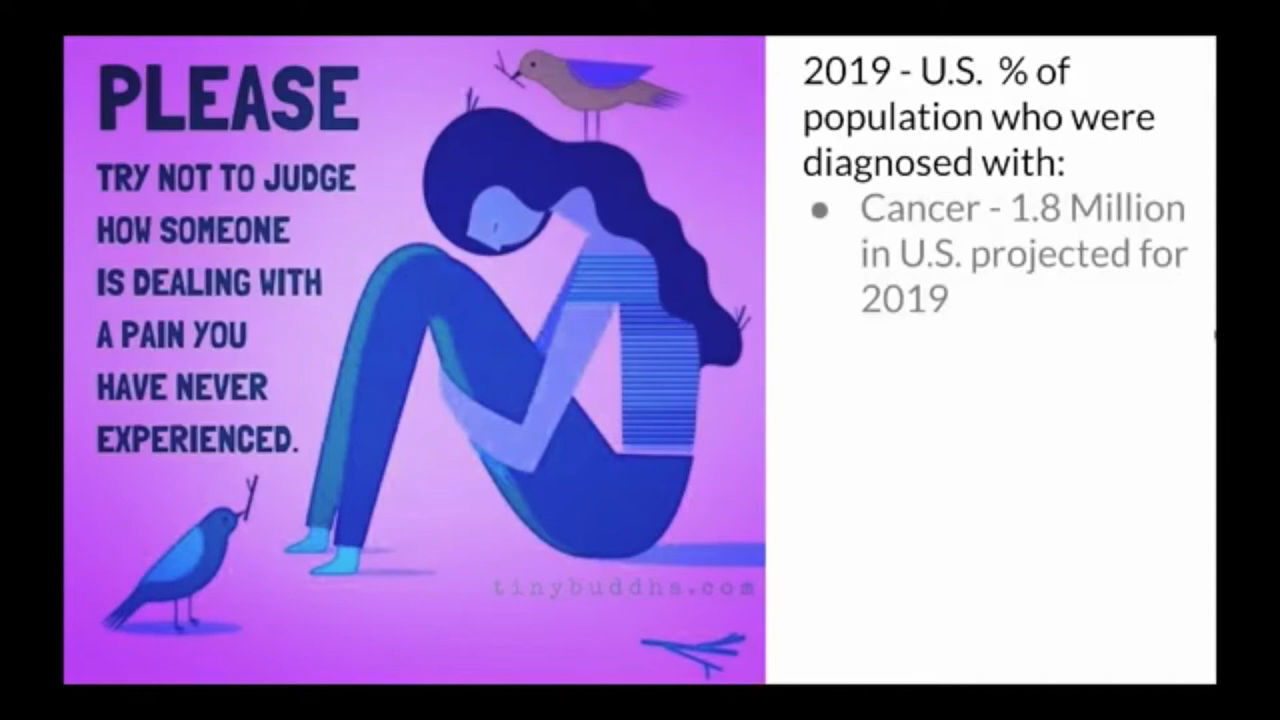 PLEASE
TRY NOT TO JUDGE
HOW SOMEONE
IS DEALING WITH
A PAIN YOU
HAVE NEVER
EXPERIENCED.
tinybuddha.com
2019 - U.S. % of
population who were
diagnosed with:
● Cancer - 1.8 Million
in U.S. projected for
2019